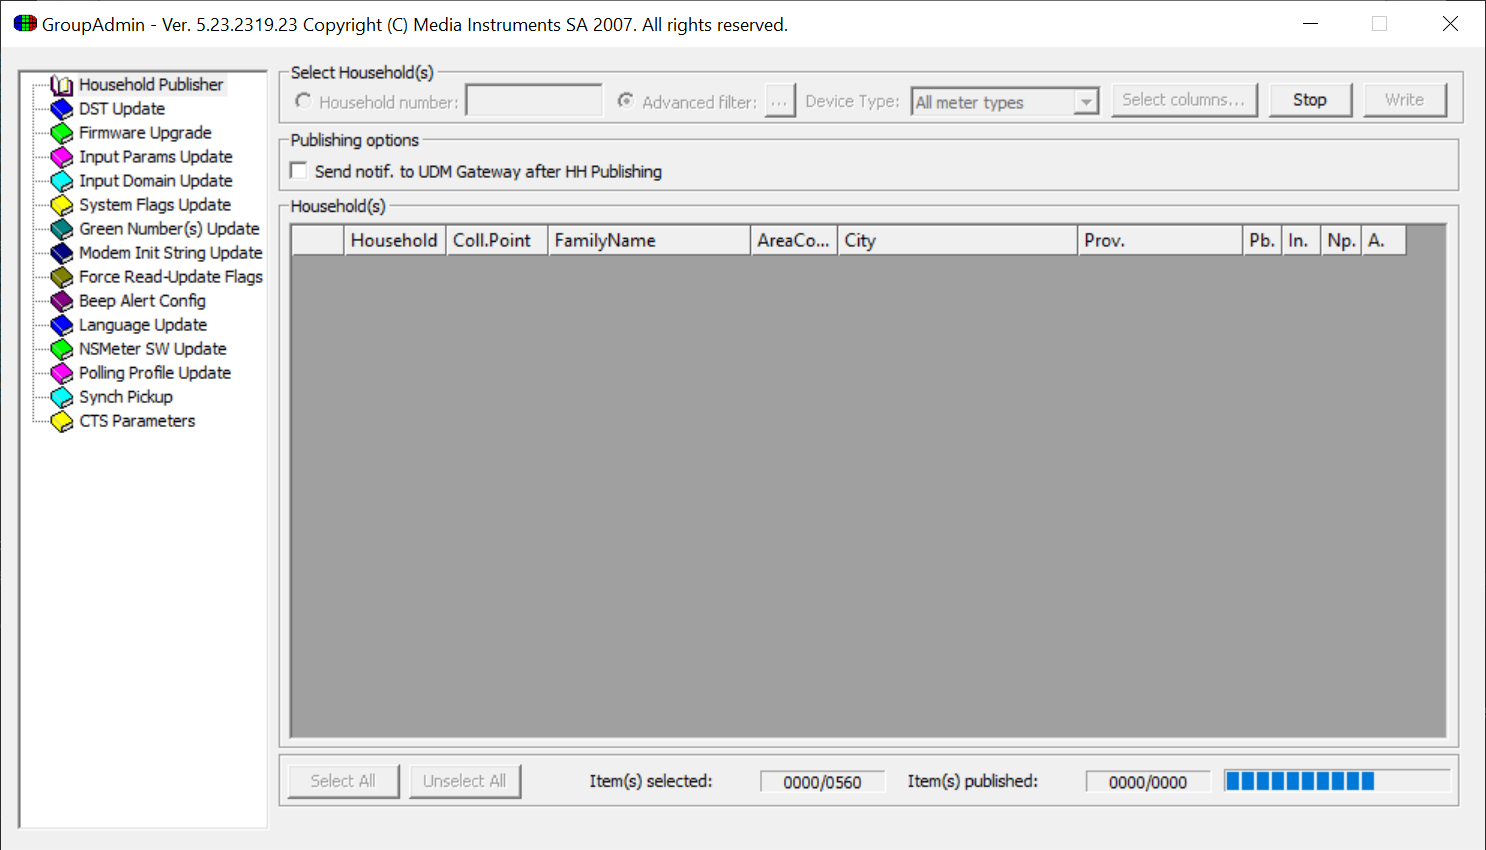 GroupAdmin - Ver. 5.23.2319.23 Copyright (C) Media Instruments SA 2007. All rights reserved.
Household Publisher
DST Update
Firmware Upgrade
Input Params Update
Input Domain Update
System Flags Update
Green Number(s) Update
Modem Init String Update
Force Read-Update Flags
Beep Alert Config
Language Update
NSMeter SW Update
Polling Profile Update
Synch Pickup
CTS Parameters
Select Household(s)
Household number: Advanced filter: ... Device Type: All meter types Select columns... Stop Write
Publishing options
Send notif. to UDM Gateway after HH Publishing
Household(s)
Household Coll.Point FamilyName AreaCo... City Prov. Pb. In. Np. A.
Select All Unselect All Item(s) selected: 0000/0560 Item(s) published: 0000/0000